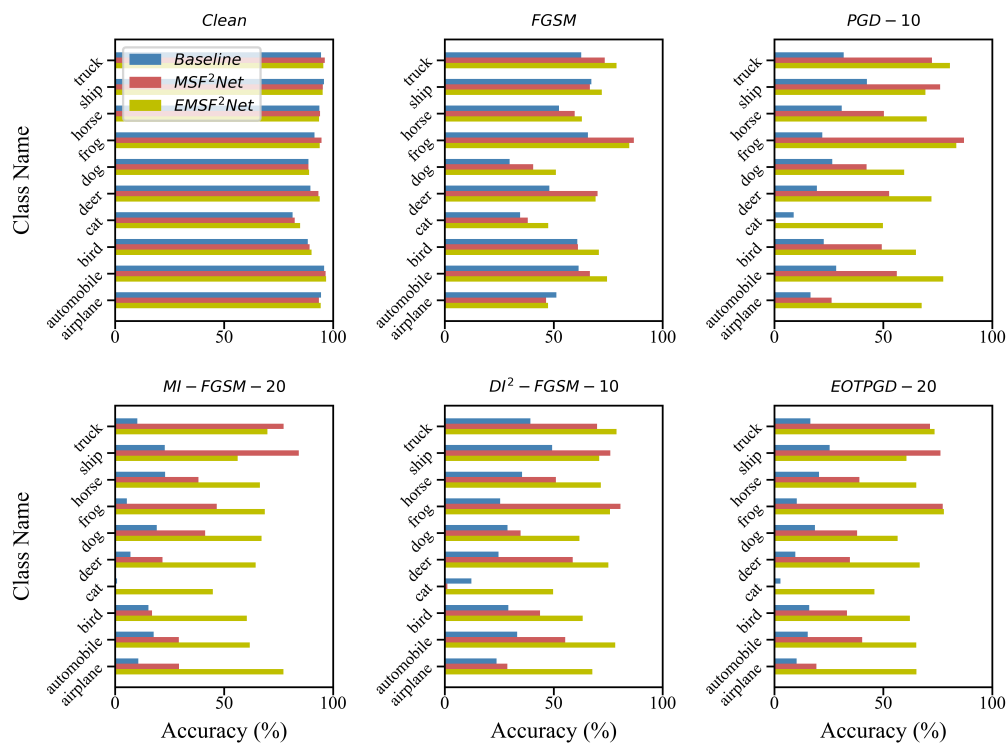 Clean
FGSM
PGD − 10
Baseline
MSF²Net
EMSF²Net
Class Name
truck
ship
horse
frog
dog
deer
cat
bird
automobile
airplane
0 50 100
truck
ship
horse
frog
dog
deer
cat
bird
automobile
airplane
0 50 100
truck
ship
horse
frog
dog
deer
cat
bird
automobile
airplane
0 50 100
MI − FGSM − 20
DI² − FGSM − 10
EOTPGD − 20
Class Name
truck
ship
horse
frog
dog
deer
cat
bird
automobile
airplane
0 50 100
Accuracy (%)
truck
ship
horse
frog
dog
deer
cat
bird
automobile
airplane
0 50 100
Accuracy (%)
truck
ship
horse
frog
dog
deer
cat
bird
automobile
airplane
0 50 100
Accuracy (%)